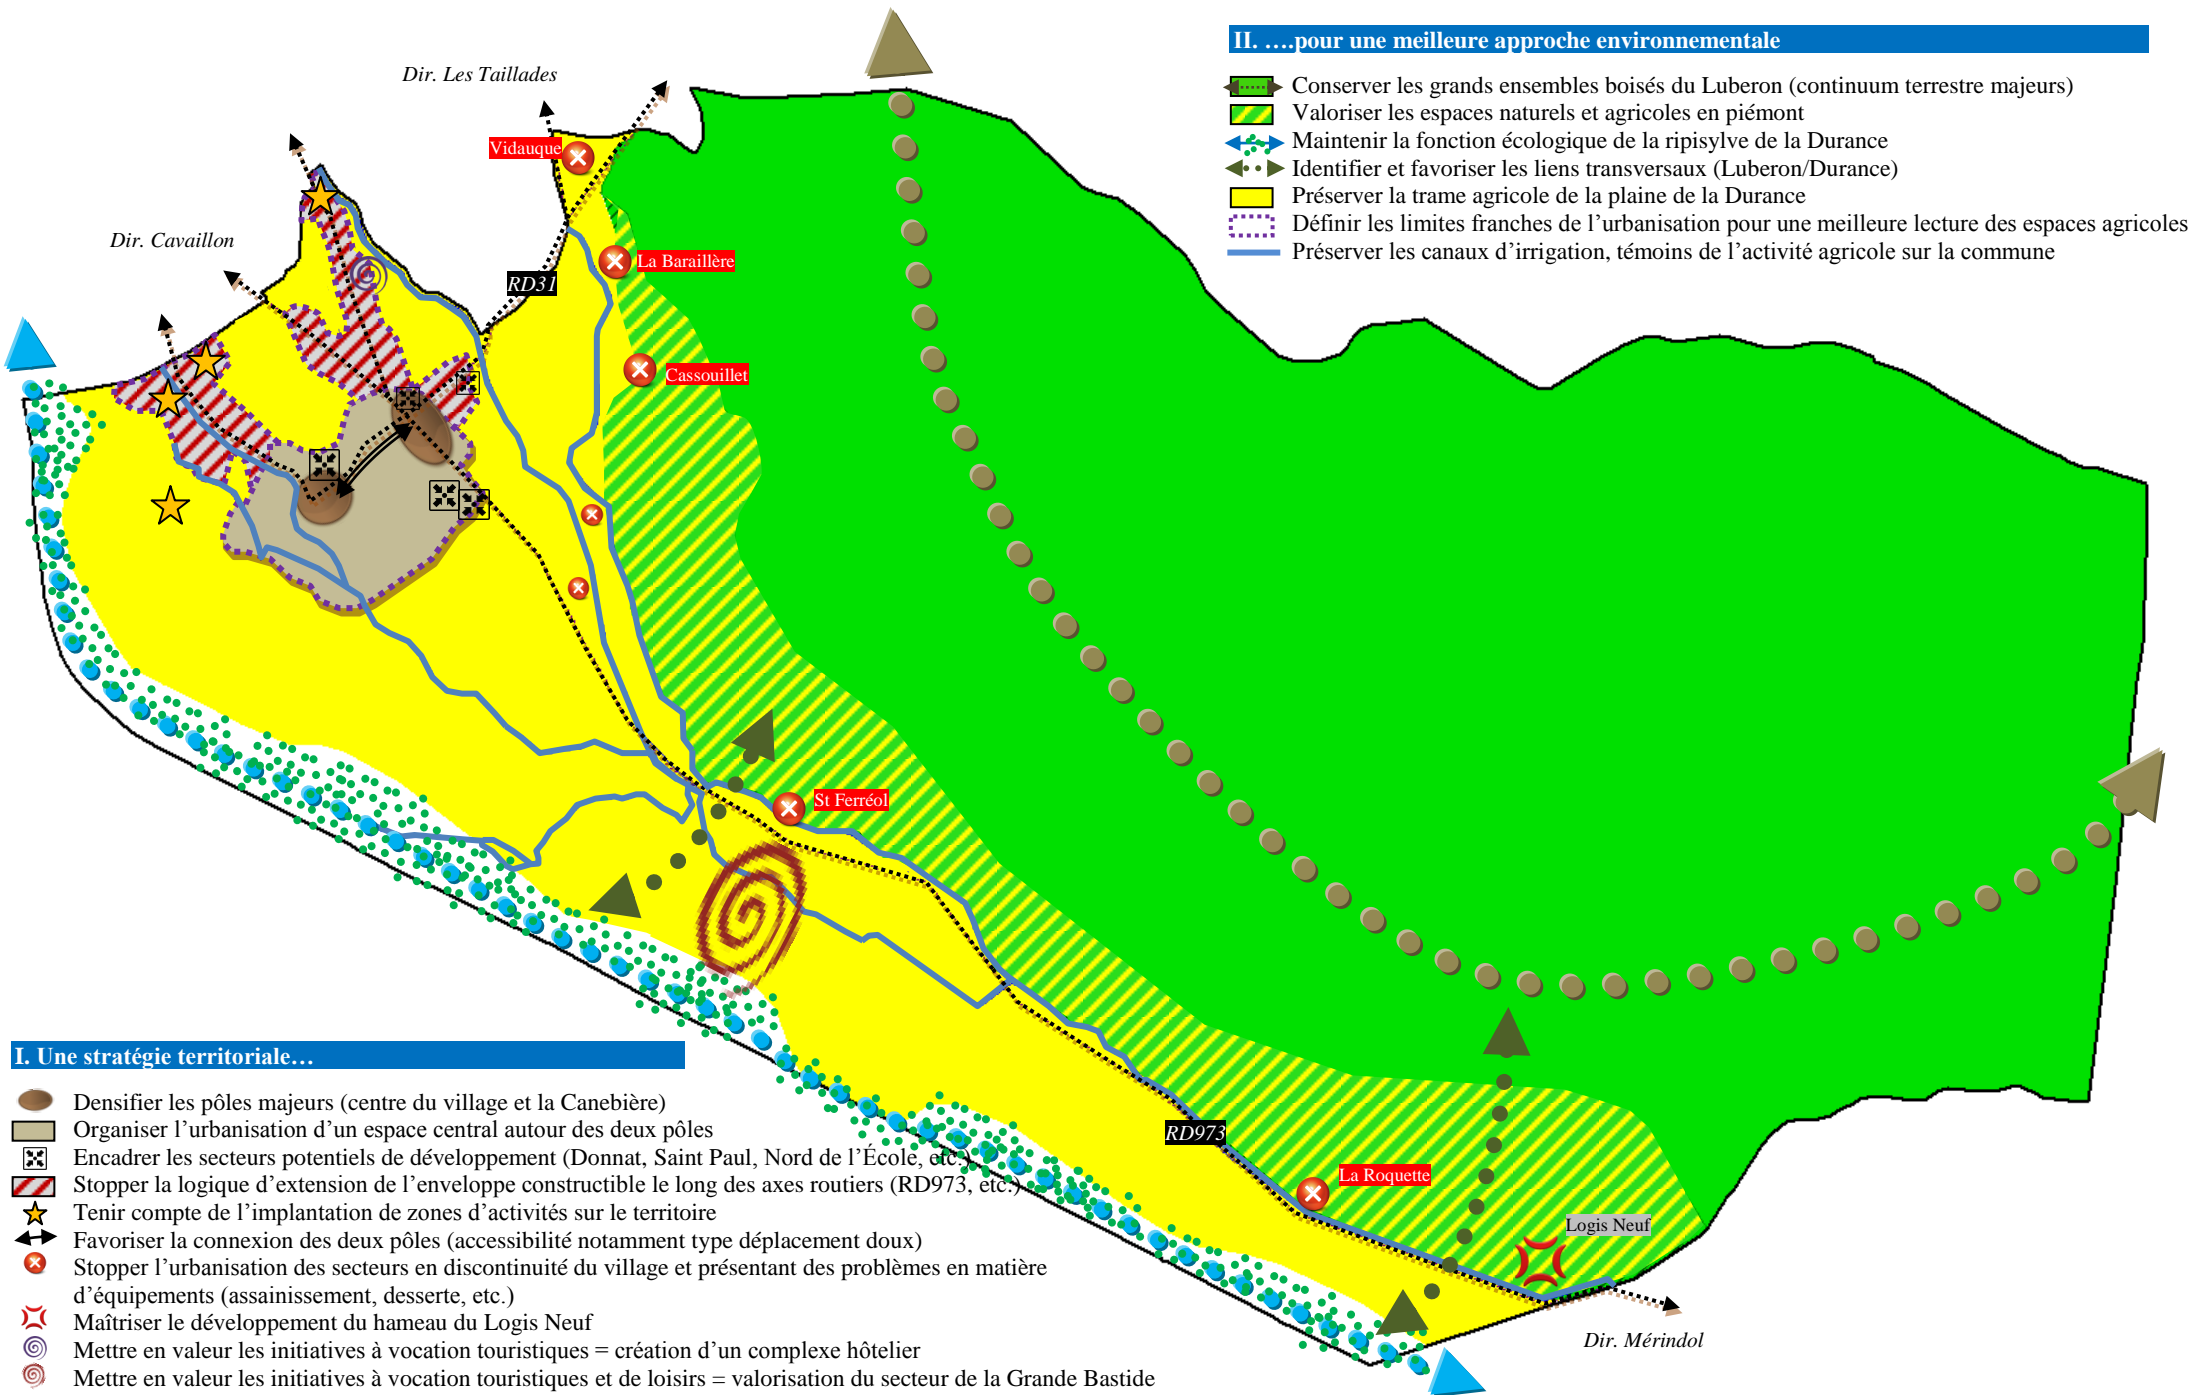 II. ….pour une meilleure approche environnementale
Conserver les grands ensembles boisés du Luberon (continuum terrestre majeurs)
Valoriser les espaces naturels et agricoles en piémont
Maintenir la fonction écologique de la ripisylve de la Durance
Identifier et favoriser les liens transversaux (Luberon/Durance)
Préserver la trame agricole de la plaine de la Durance
Définir les limites franches de l’urbanisation pour une meilleure lecture des espaces agricoles
Préserver les canaux d’irrigation, témoins de l’activité agricole sur la commune
Dir. Les Taillades
Vidauque
Dir. Cavaillon
La Baraillère
RD31
Cassouillet
St Ferréol
RD973
La Roquette
Logis Neuf
Dir. Mérindol
I. Une stratégie territoriale…
Densifier les pôles majeurs (centre du village et la Canebière)
Organiser l’urbanisation d’un espace central autour des deux pôles
Encadrer les secteurs potentiels de développement (Donnat, Saint Paul, Nord de l’École, etc.)
Stopper la logique d’extension de l’enveloppe constructible le long des axes routiers (RD973, etc.)
Tenir compte de l’implantation de zones d’activités sur le territoire
Favoriser la connexion des deux pôles (accessibilité notamment type déplacement doux)
Stopper l’urbanisation des secteurs en discontinuité du village et présentant des problèmes en matière
d’équipements (assainissement, desserte, etc.)
Maîtriser le développement du hameau du Logis Neuf
Mettre en valeur les initiatives à vocation touristiques = création d’un complexe hôtelier
Mettre en valeur les initiatives à vocation touristiques et de loisirs = valorisation du secteur de la Grande Bastide